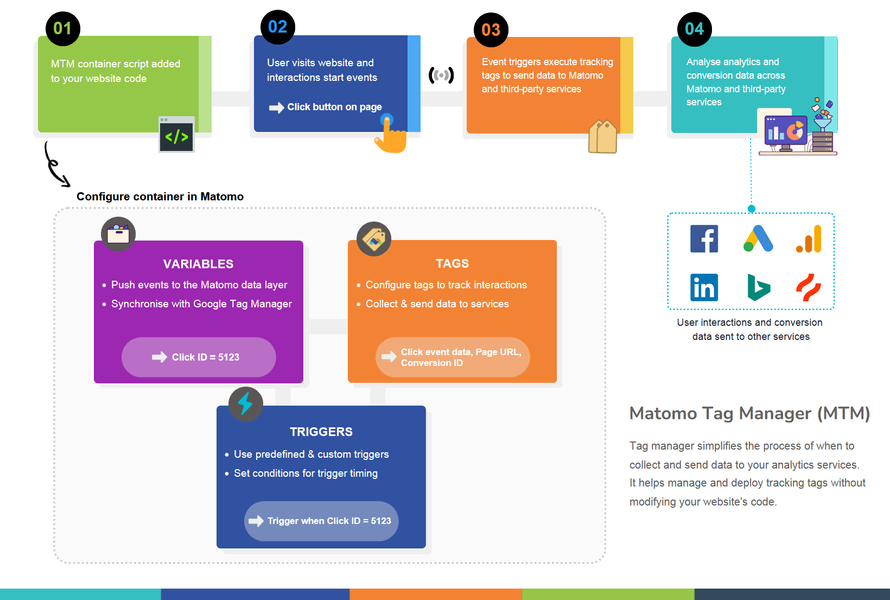 01
MTM container script added
to your website code
</>
02
User visits website and
interactions start events
Click button on page
03
Event triggers execute tracking
tags to send data to Matomo
and third-party services
04
Analyse analytics and
conversion data across
Matomo and third-party
services
Configure container in Matomo
VARIABLES
• Push events to the Matomo data layer
• Synchronise with Google Tag Manager
Click ID = 5123
TAGS
• Configure tags to track interactions
• Collect & send data to services
Click event data, Page URL,
Conversion ID
TRIGGERS
• Use predefined & custom triggers
• Set conditions for trigger timing
Trigger when Click ID = 5123
f
in
b
User interactions and conversion
data sent to other services
Matomo Tag Manager (MTM)
Tag manager simplifies the process of when to
collect and send data to your analytics services.
It helps manage and deploy tracking tags without
modifying your website's code.